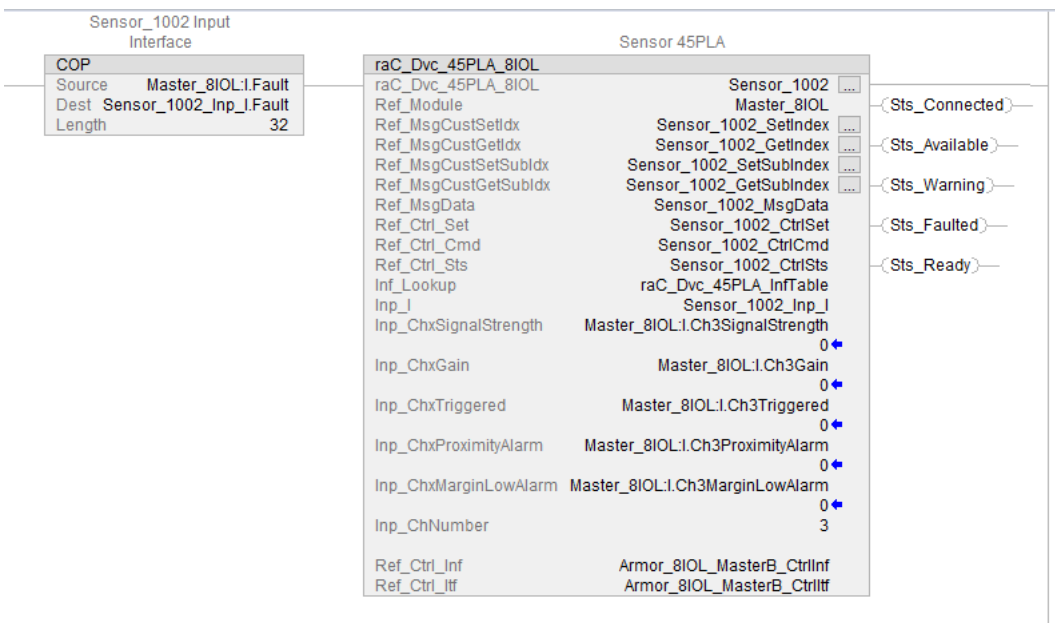 Sensor_1002 Input
Interface
COP
Source Master_8IOL:I.Fault
Dest Sensor_1002_Inp_I.Fault
Length 32
Sensor 45PLA
raC_Dvc_45PLA_8IOL
raC_Dvc_45PLA_8IOL Sensor_1002 ...
Ref_Module Master_8IOL
Ref_MsgCustSetIdx Sensor_1002_SetIndex ...
Ref_MsgCustGetIdx Sensor_1002_GetIndex ...
Ref_MsgCustSetSubIdx Sensor_1002_SetSubIndex ...
Ref_MsgCustGetSubIdx Sensor_1002_GetSubIndex ...
Ref_MsgData Sensor_1002_MsgData
Ref_Ctrl_Set Sensor_1002_CtrlSet
Ref_Ctrl_Cmd Sensor_1002_CtrlCmd
Ref_Ctrl_Sts Sensor_1002_CtrlSts
Inf_Lookup raC_Dvc_45PLA_InfTable
Inp_I Sensor_1002_Inp_I
Inp_ChxSignalStrength Master_8IOL:I.Ch3SignalStrength
0
Inp_ChxGain Master_8IOL:I.Ch3Gain
0
Inp_ChxTriggered Master_8IOL:I.Ch3Triggered
0
Inp_ChxProximityAlarm Master_8IOL:I.Ch3ProximityAlarm
0
Inp_ChxMarginLowAlarm Master_8IOL:I.Ch3MarginLowAlarm
0
Inp_ChNumber 3
Ref_Ctrl_Inf Armor_8IOL_MasterB_CtrlInf
Ref_Ctrl_Itf Armor_8IOL_MasterB_CtrlItf
Sts_Connected
Sts_Available
Sts_Warning
Sts_Faulted
Sts_Ready